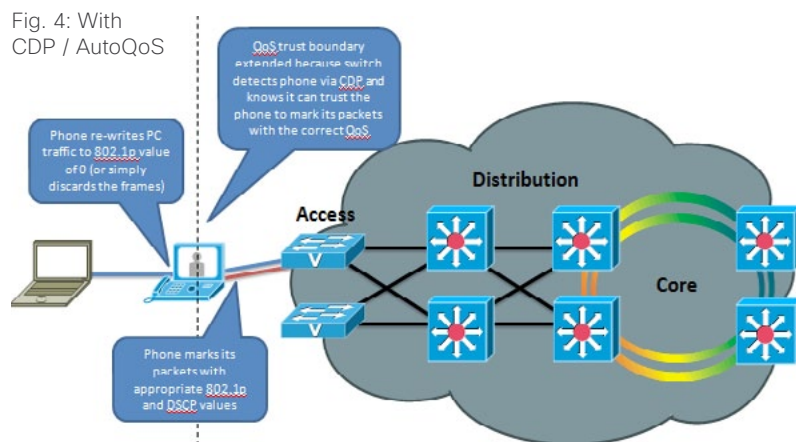 Fig. 4: With
CDP / AutoQoS
QoS trust boundary
extended because switch
detects phone via CDP and
knows it can trust the
phone to mark its packets
with the correct QoS
Phone re-writes PC
traffic to 802.1p value
of 0 (or simply
discards the frames)
Distribution
Access
V
V
Core
Phone marks its
packets with
appropriate 802.1p
and DSCP values